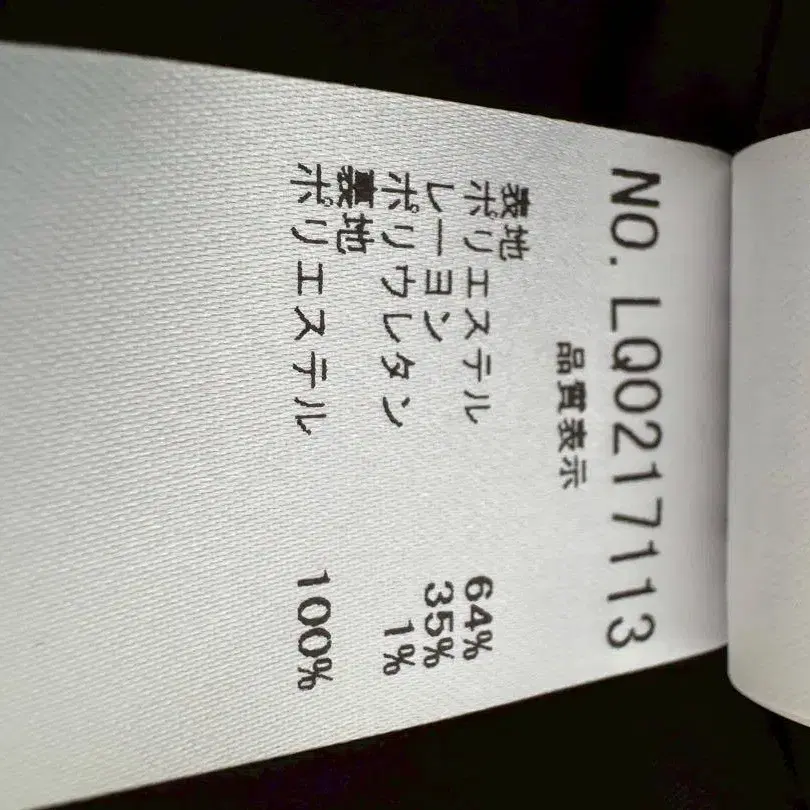 NO. LQ0217113
品質表示
表地
ポリエステル 64%
レーヨン 35%
ポリウレタン 1%
裏地
ポリエステル 100%